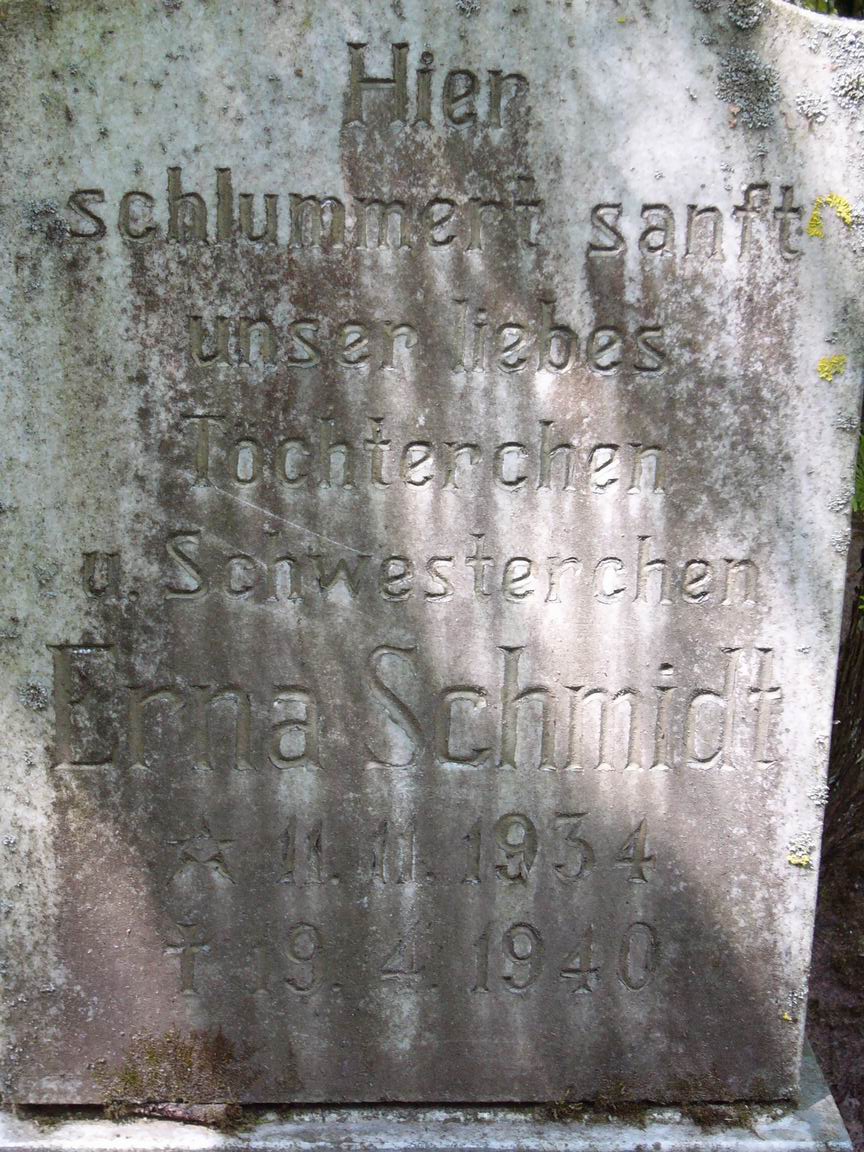 Hier
schlummert sanft
unser liebes
Töchterchen
u. Schwesterchen
Erna Schmidt
☆ 11. 11. 1934
† 19. 4. 1940